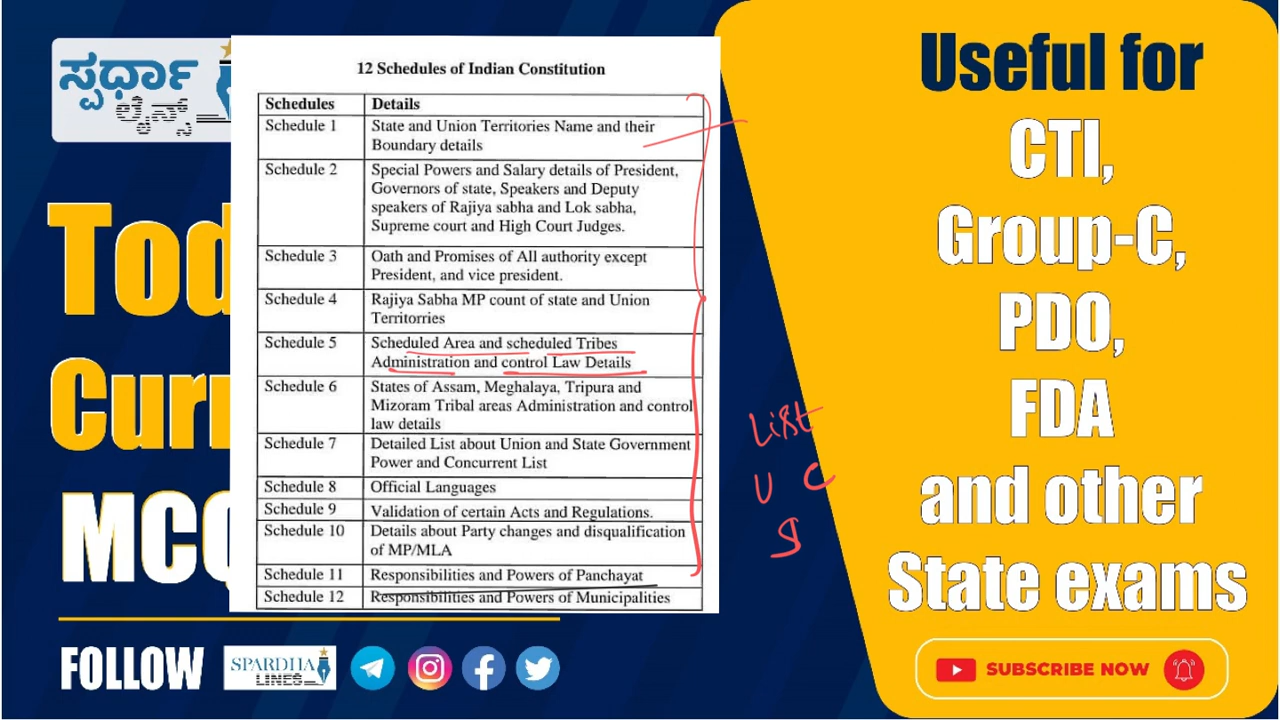 ಸ್ಪರ್ಧಾ
ಲೈನ್ಸ್
Tod
Curr
MCQ
12 Schedules of Indian Constitution
Schedules Details
Schedule 1 State and Union Territories Name and their
Boundary details
Schedule 2 Special Powers and Salary details of President,
Governors of state, Speakers and Deputy
speakers of Rajiya sabha and Lok sabha,
Supreme court and High Court Judges.
Schedule 3 Oath and Promises of All authority except
President, and vice president.
Schedule 4 Rajiya Sabha MP count of state and Union
Territorries
Schedule 5 Scheduled Area and scheduled Tribes
Administration and control Law Details
Schedule 6 States of Assam, Meghalaya, Tripura and
Mizoram Tribal areas Administration and control
law details
Schedule 7 Detailed List about Union and State Government
Power and Concurrent List
Schedule 8 Official Languages
Schedule 9 Validation of certain Acts and Regulations.
Schedule 10 Details about Party changes and disqualification
of MP/MLA
Schedule 11 Responsibilities and Powers of Panchayat
Schedule 12 Responsibilities and Powers of Municipalities
List
U C
S
Useful for
CTI,
Group-C,
PDO,
FDA
and other
State exams
FOLLOW
SPARDHA
LINES
SUBSCRIBE NOW